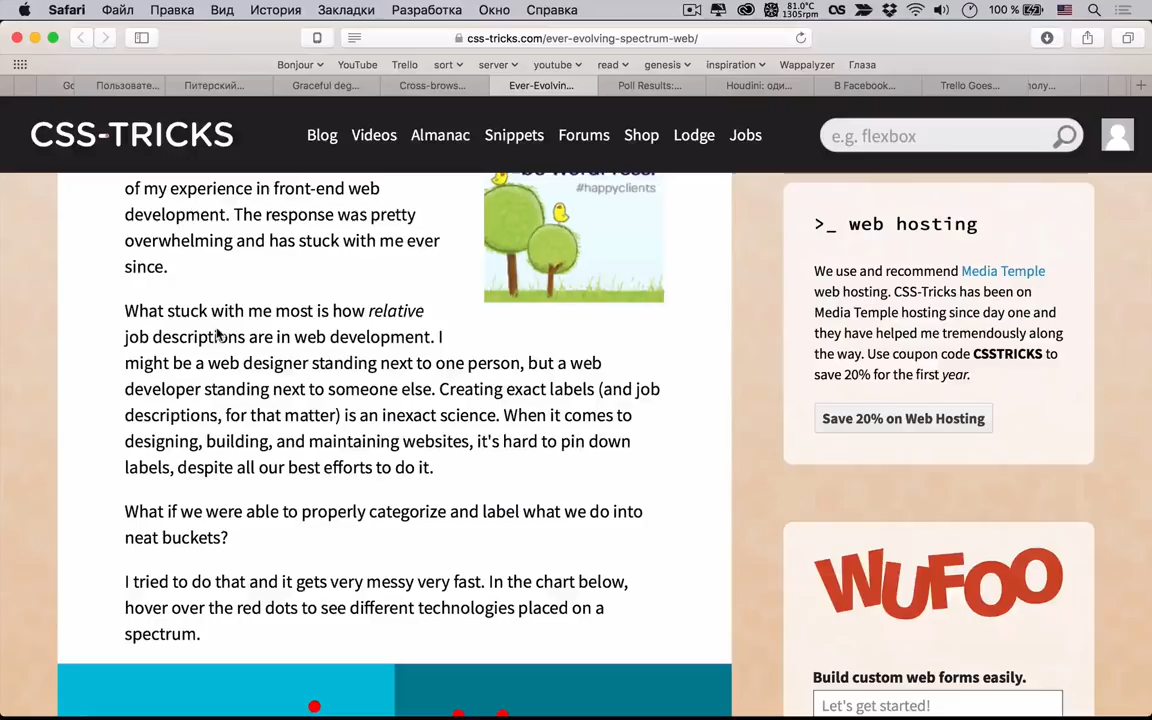 Safari Файл Правка Вид История Закладки Разработка Окно Справка 81.0°C 1305rpm 100 %
css-tricks.com/ever-evolving-spectrum-web/
Bonjour YouTube Trello sort server youtube read genesis inspiration Wappalyzer Глаза
Пользовате... Питерский... Graceful deg... Cross-brows... Ever-Evolvin... Poll Results:... Houdini: оди... В Facebook... Trello Goes...
CSS-TRICKS Blog Videos Almanac Snippets Forums Shop Lodge Jobs e.g. flexbox
of my experience in front-end web
development. The response was pretty
overwhelming and has stuck with me ever
since.
#happyclients
What stuck with me most is how relative
job descriptions are in web development. I
might be a web designer standing next to one person, but a web
developer standing next to someone else. Creating exact labels (and job
descriptions, for that matter) is an inexact science. When it comes to
designing, building, and maintaining websites, it's hard to pin down
labels, despite all our best efforts to do it.
What if we were able to properly categorize and label what we do into
neat buckets?
I tried to do that and it gets very messy very fast. In the chart below,
hover over the red dots to see different technologies placed on a
spectrum.
>_ web hosting
We use and recommend Media Temple
web hosting. CSS-Tricks has been on
Media Temple hosting since day one and
they have helped me tremendously along
the way. Use coupon code CSSTRICKS to
save 20% for the first year.
Save 20% on Web Hosting
WUFOO
Build custom web forms easily.
Let's get started!